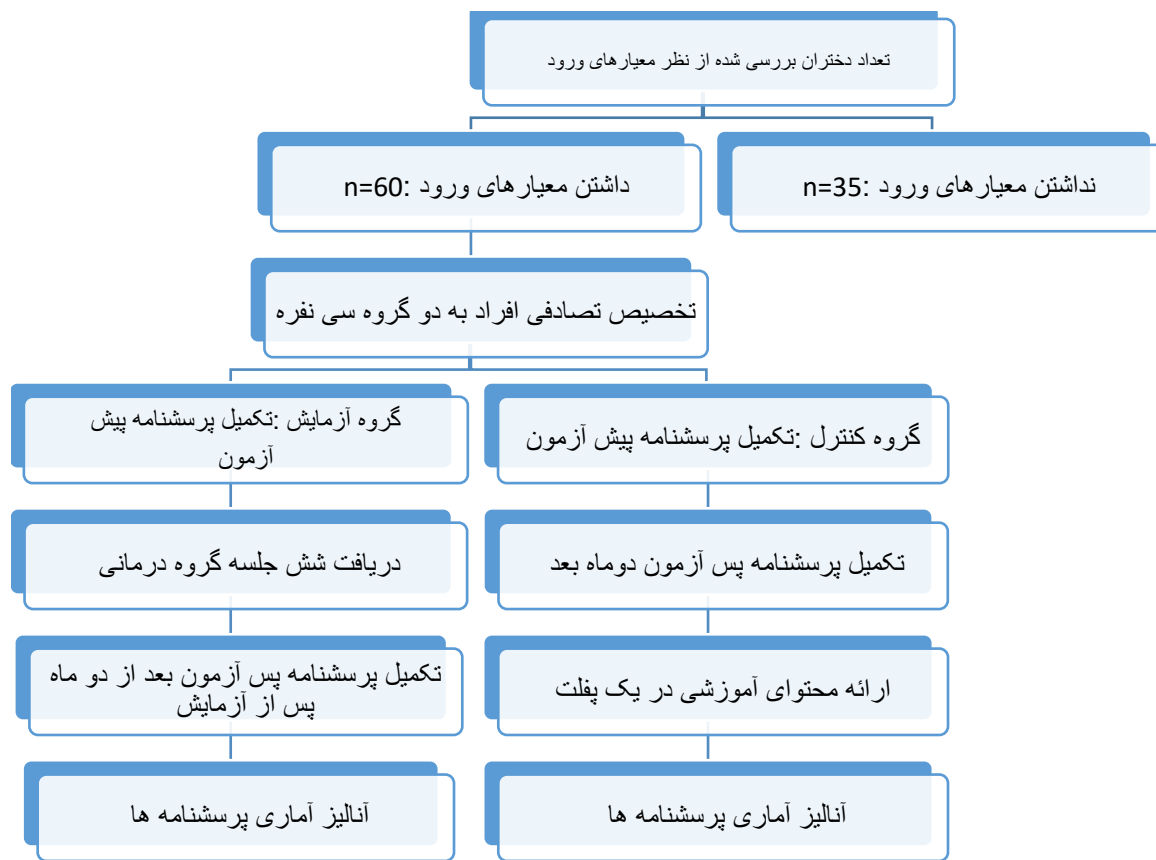 تعداد دختران بررسی شده از نظر معیارهای ورود
نداشتن معیارهای ورود :n=35
داشتن معیارهای ورود :n=60
تخصیص تصادفی افراد به دو گروه سی نفره
گروه کنترل :تکمیل پرسشنامه پیش آزمون
گروه آزمایش :تکمیل پرسشنامه پیش
آزمون
تکمیل پرسشنامه پس آزمون دوماه بعد
دریافت شش جلسه گروه درمانی
ارائه محتوای آموزشی در یک پفلت
تکمیل پرسشنامه پس آزمون بعد از دو ماه
پس از آزمایش
آنالیز آماری پرسشنامه ها
آنالیز آماری پرسشنامه ها